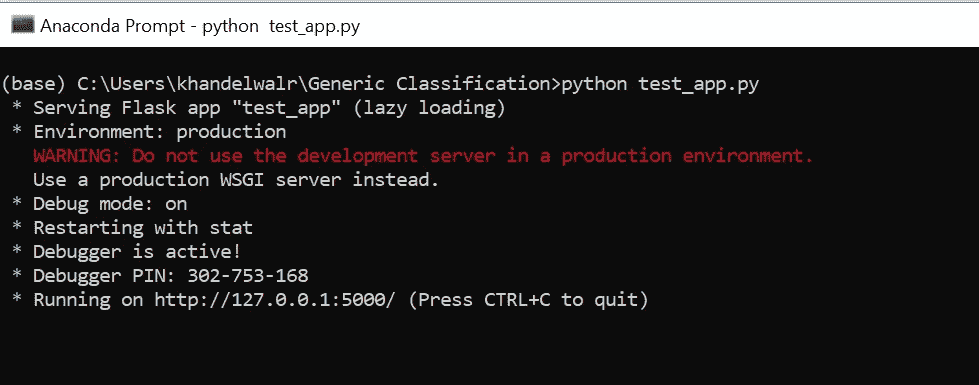 Anaconda Prompt - python  test_app.py
(base) C:\Users\khandelwalr\Generic Classification>python test_app.py
 * Serving Flask app "test_app" (lazy loading)
 * Environment: production
   WARNING: Do not use the development server in a production environment.
   Use a production WSGI server instead.
 * Debug mode: on
 * Restarting with stat
 * Debugger is active!
 * Debugger PIN: 302-753-168
 * Running on http://127.0.0.1:5000/ (Press CTRL+C to quit)